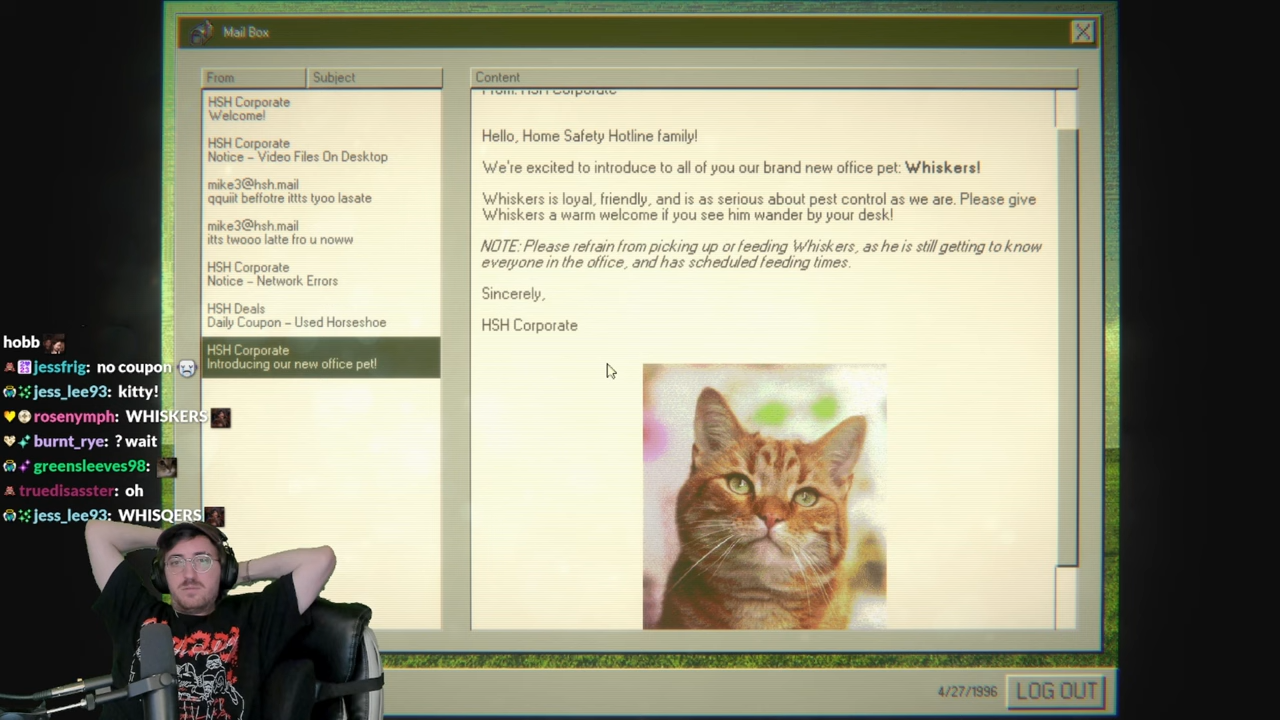 Mail Box
From
Subject
Content
HSH Corporate
Welcome!
HSH Corporate
Notice – Video Files On Desktop
mike3@hsh.mail
qquiit beffotre ittts tyoo lasate
mike3@hsh.mail
itts twooo latte fro u noww
HSH Corporate
Notice – Network Errors
HSH Deals
Daily Coupon – Used Horseshoe
HSH Corporate
Introducing our new office pet!
From: HSH Corporate
Hello, Home Safety Hotline family!
We're excited to introduce to all of you our brand new office pet: Whiskers!
Whiskers is loyal, friendly, and is as serious about pest control as we are. Please give
Whiskers a warm welcome if you see him wander by your desk!
NOTE: Please refrain from picking up or feeding Whiskers, as he is still getting to know
everyone in the office, and has scheduled feeding times.
Sincerely,
HSH Corporate
hobb
jessfrig: no coupon
jess_lee93: kitty!
rosenymph: WHISKERS
burnt_rye: ? wait
greensleeves98:
truedisasster: oh
jess_lee93: WHISQERS
4/27/1996
LOG OUT